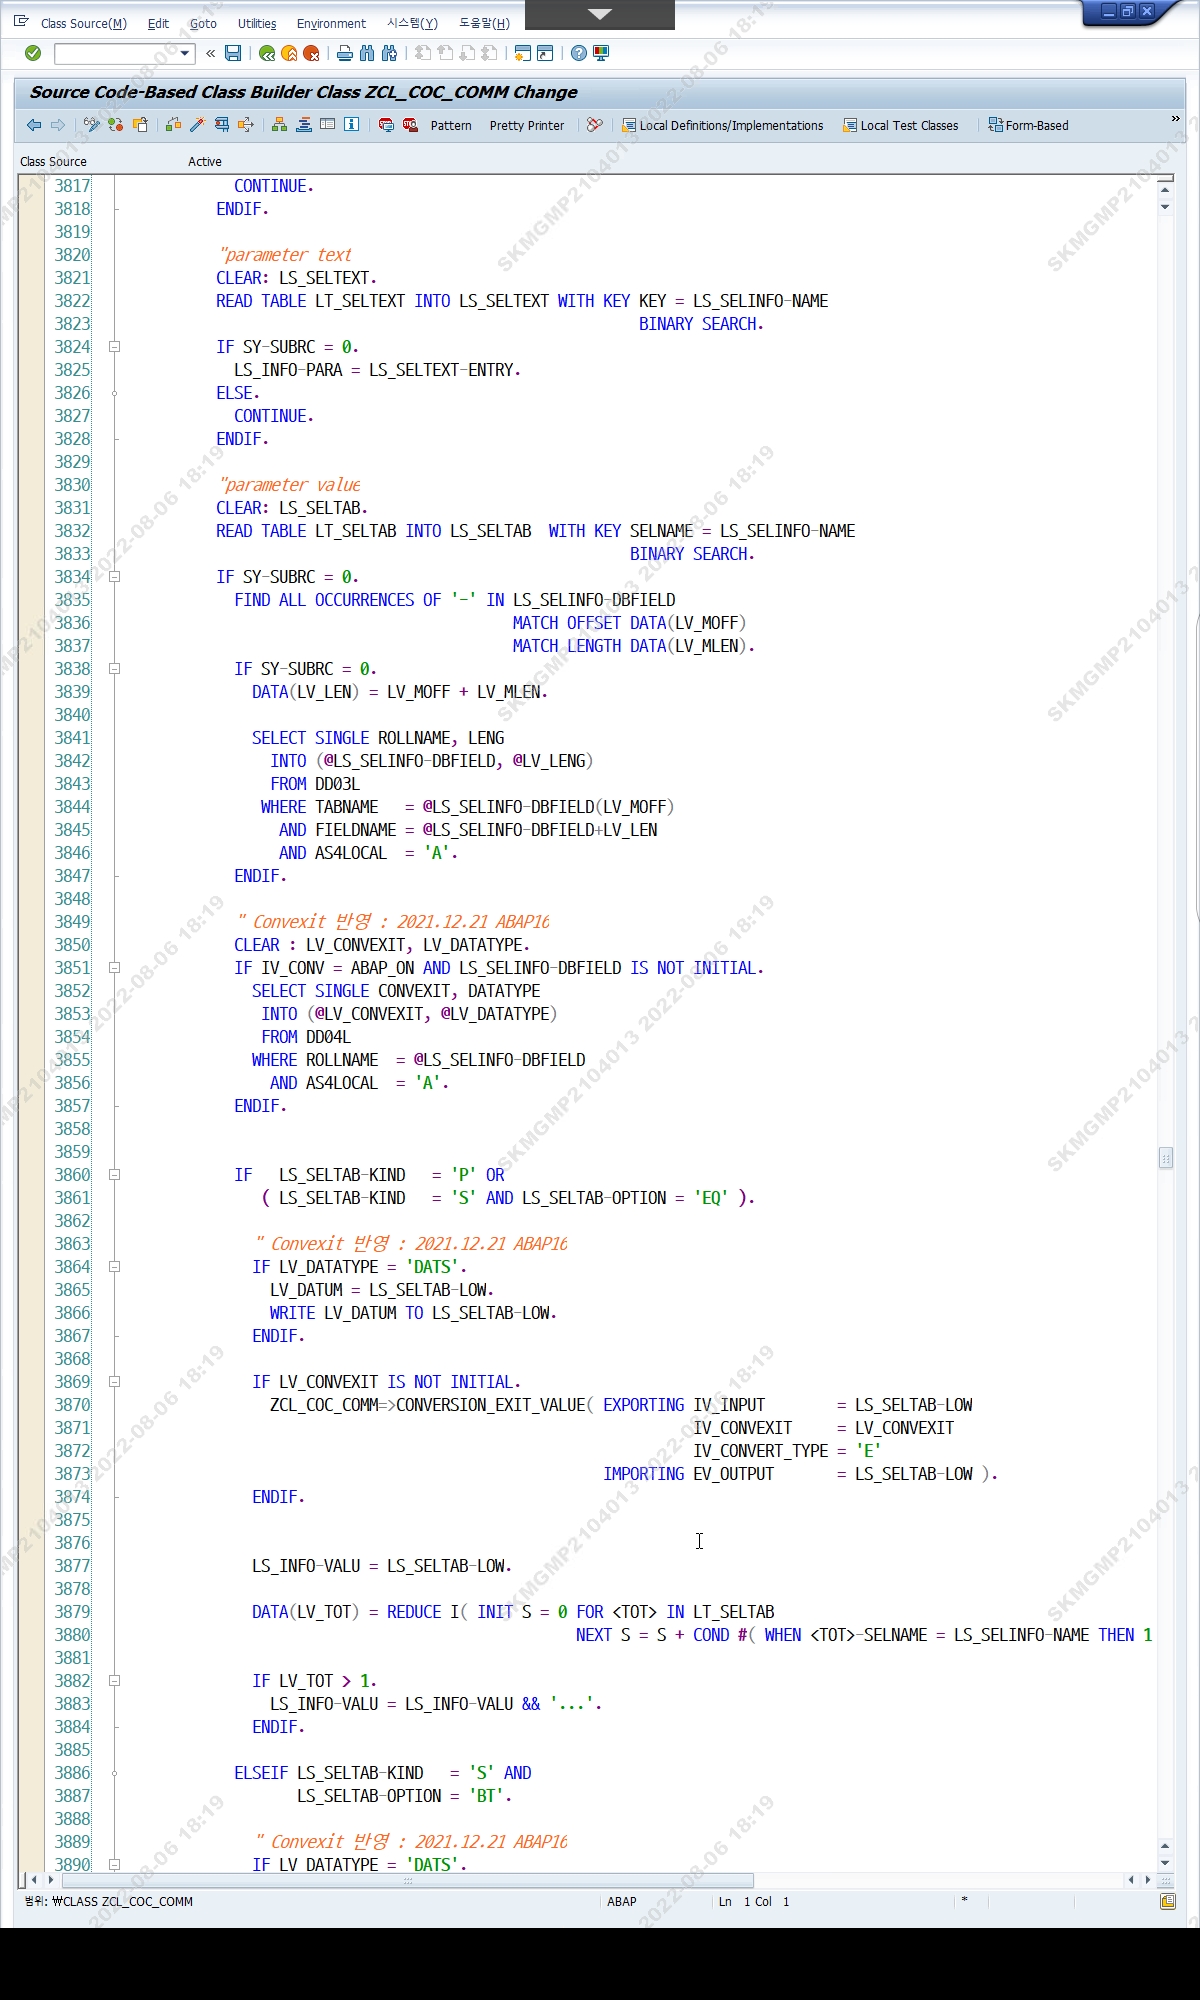 Class Source(M) Edit Goto Utilities Environment 시스템(Y) 도움말(H)
Source Code-Based Class Builder Class ZCL_COC_COMM Change
Pattern Pretty Printer Local Definitions/Implementations Local Test Classes Form-Based
Class Source Active
3817 CONTINUE.
3818 ENDIF.
3819
3820 "parameter text
3821 CLEAR: LS_SELTEXT.
3822 READ TABLE LT_SELTEXT INTO LS_SELTEXT WITH KEY KEY = LS_SELINFO-NAME
3823 BINARY SEARCH.
3824 IF SY-SUBRC = 0.
3825 LS_INFO-PARA = LS_SELTEXT-ENTRY.
3826 ELSE.
3827 CONTINUE.
3828 ENDIF.
3829
3830 "parameter value
3831 CLEAR: LS_SELTAB.
3832 READ TABLE LT_SELTAB INTO LS_SELTAB WITH KEY SELNAME = LS_SELINFO-NAME
3833 BINARY SEARCH.
3834 IF SY-SUBRC = 0.
3835 FIND ALL OCCURRENCES OF '-' IN LS_SELINFO-DBFIELD
3836 MATCH OFFSET DATA(LV_MOFF)
3837 MATCH LENGTH DATA(LV_MLEN).
3838 IF SY-SUBRC = 0.
3839 DATA(LV_LEN) = LV_MOFF + LV_MLEN.
3840
3841 SELECT SINGLE ROLLNAME, LENG
3842 INTO (@LS_SELINFO-DBFIELD, @LV_LENG)
3843 FROM DD03L
3844 WHERE TABNAME = @LS_SELINFO-DBFIELD(LV_MOFF)
3845 AND FIELDNAME = @LS_SELINFO-DBFIELD+LV_LEN
3846 AND AS4LOCAL = 'A'.
3847 ENDIF.
3848
3849 " Convexit 반영 : 2021.12.21 ABAP16
3850 CLEAR : LV_CONVEXIT, LV_DATATYPE.
3851 IF IV_CONV = ABAP_ON AND LS_SELINFO-DBFIELD IS NOT INITIAL.
3852 SELECT SINGLE CONVEXIT, DATATYPE
3853 INTO (@LV_CONVEXIT, @LV_DATATYPE)
3854 FROM DD04L
3855 WHERE ROLLNAME = @LS_SELINFO-DBFIELD
3856 AND AS4LOCAL = 'A'.
3857 ENDIF.
3858
3859
3860 IF LS_SELTAB-KIND = 'P' OR
3861 ( LS_SELTAB-KIND = 'S' AND LS_SELTAB-OPTION = 'EQ' ).
3862
3863 " Convexit 반영 : 2021.12.21 ABAP16
3864 IF LV_DATATYPE = 'DATS'.
3865 LV_DATUM = LS_SELTAB-LOW.
3866 WRITE LV_DATUM TO LS_SELTAB-LOW.
3867 ENDIF.
3868
3869 IF LV_CONVEXIT IS NOT INITIAL.
3870 ZCL_COC_COMM=>CONVERSION_EXIT_VALUE( EXPORTING IV_INPUT = LS_SELTAB-LOW
3871 IV_CONVEXIT = LV_CONVEXIT
3872 IV_CONVERT_TYPE = 'E'
3873 IMPORTING EV_OUTPUT = LS_SELTAB-LOW ).
3874 ENDIF.
3875
3876
3877 LS_INFO-VALU = LS_SELTAB-LOW.
3878
3879 DATA(LV_TOT) = REDUCE I( INIT S = 0 FOR <TOT> IN LT_SELTAB
3880 NEXT S = S + COND #( WHEN <TOT>-SELNAME = LS_SELINFO-NAME THEN 1
3881
3882 IF LV_TOT > 1.
3883 LS_INFO-VALU = LS_INFO-VALU && '...'.
3884 ENDIF.
3885
3886 ELSEIF LS_SELTAB-KIND = 'S' AND
3887 LS_SELTAB-OPTION = 'BT'.
3888
3889 " Convexit 반영 : 2021.12.21 ABAP16
3890 IF LV_DATATYPE = 'DATS'.
범위: ₩CLASS ZCL_COC_COMM ABAP Ln 1 Col 1 *
SKMGMP2104013 2022-08-06 18:19